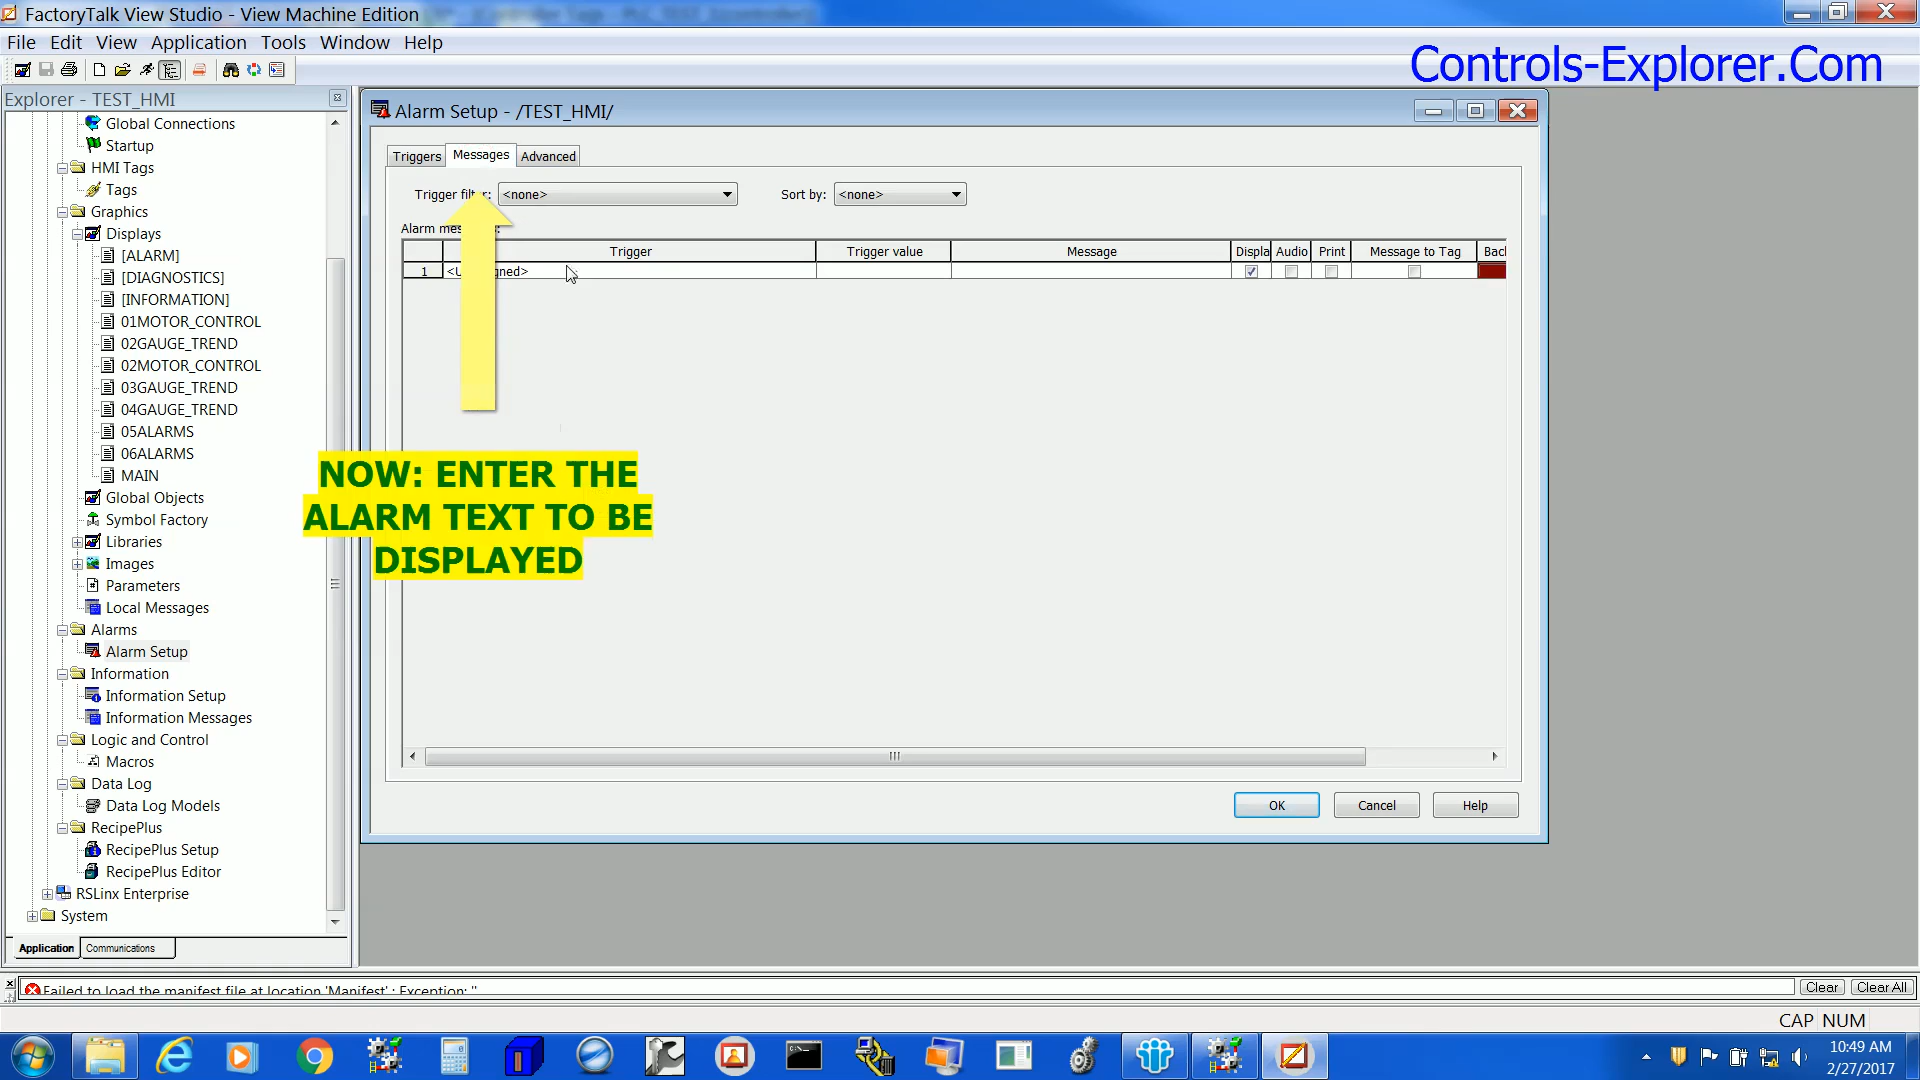 FactoryTalk View Studio - View Machine Edition
File Edit View Application Tools Window Help
Controls-Explorer.Com
Explorer - TEST_HMI
Global Connections
Startup
HMI Tags
Tags
Graphics
Displays
[ALARM]
[DIAGNOSTICS]
[INFORMATION]
01MOTOR_CONTROL
02GAUGE_TREND
02MOTOR_CONTROL
03GAUGE_TREND
04GAUGE_TREND
05ALARMS
06ALARMS
MAIN
Global Objects
Symbol Factory
Libraries
Images
Parameters
Local Messages
Alarms
Alarm Setup
Information
Information Setup
Information Messages
Logic and Control
Macros
Data Log
Data Log Models
RecipePlus
RecipePlus Setup
RecipePlus Editor
RSLinx Enterprise
System
Application Communications
Alarm Setup - /TEST_HMI/
Triggers Messages Advanced
Trigger <none> Sort by: <none>
Alarm
Trigger Trigger value Message Displa Audio Print Message to Tag Bac
1
NOW: ENTER THE
ALARM TEXT TO BE
DISPLAYED
OK Cancel Help
Failed to load the manifest file at location 'Manifest' : Exception: ''
Clear Clear All
CAP NUM
10:49 AM
2/27/2017